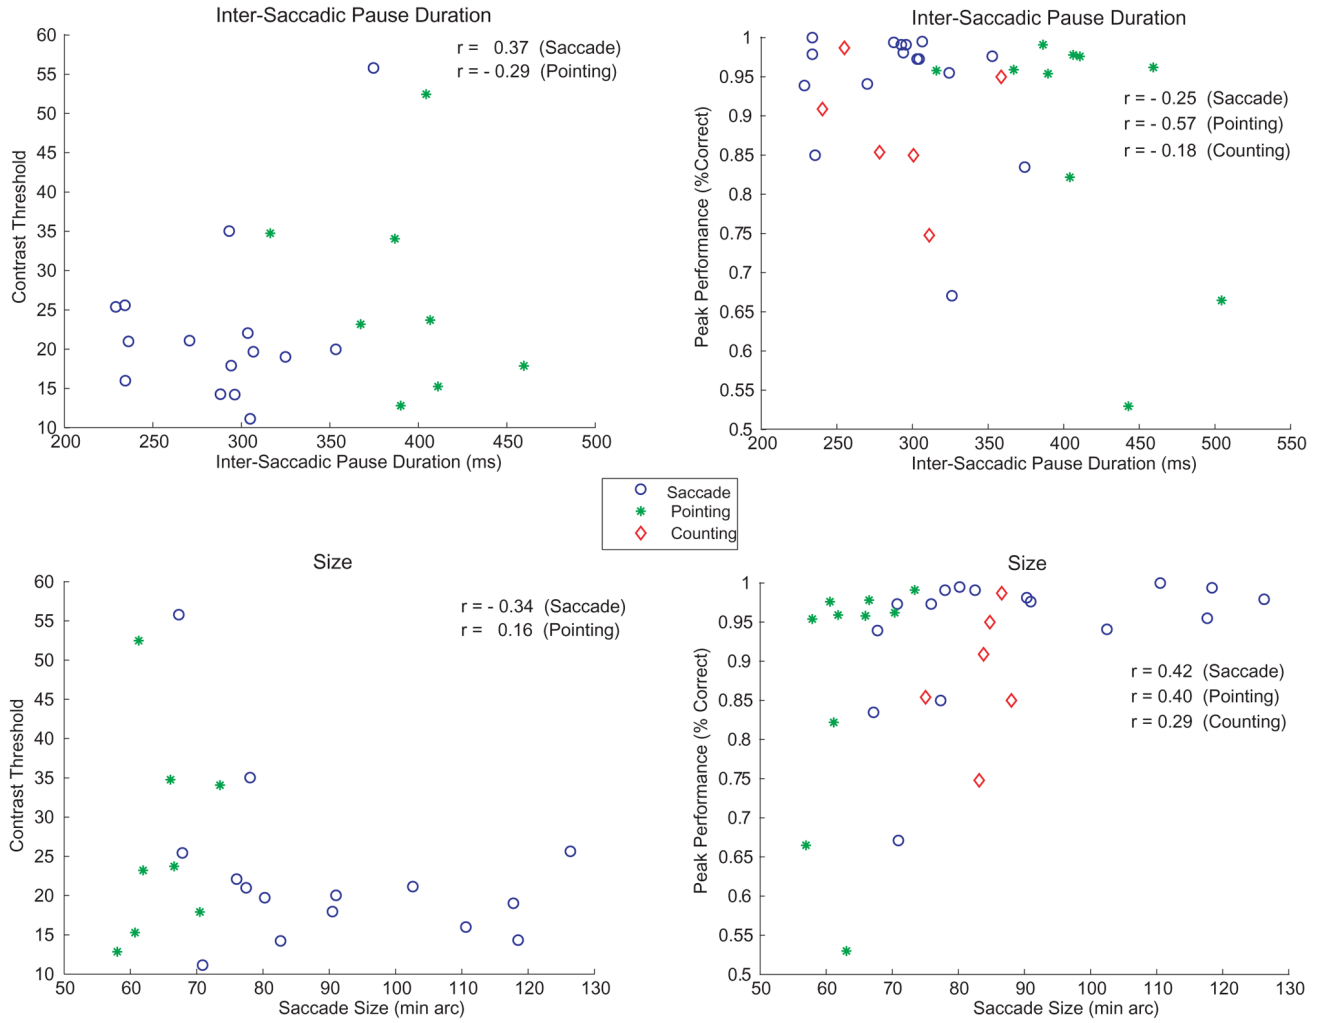 Inter-Saccadic Pause Duration
r = 0.37 (Saccade)
r = - 0.29 (Pointing)
60
55
50
45
40
35
30
25
20
15
10
Contrast Threshold
200 250 300 350 400 450 500
Inter-Saccadic Pause Duration (ms)
Inter-Saccadic Pause Duration
r = - 0.25 (Saccade)
r = - 0.57 (Pointing)
r = - 0.18 (Counting)
1
0.95
0.9
0.85
0.8
0.75
0.7
0.65
0.6
0.55
0.5
Peak Performance (%Correct)
200 250 300 350 400 450 500 550
Inter-Saccadic Pause Duration (ms)
Saccade
Pointing
Counting
Size
r = - 0.34 (Saccade)
r = 0.16 (Pointing)
60
55
50
45
40
35
30
25
20
15
10
Contrast Threshold
50 60 70 80 90 100 110 120 130
Saccade Size (min arc)
Size
r = 0.42 (Saccade)
r = 0.40 (Pointing)
r = 0.29 (Counting)
1
0.95
0.9
0.85
0.8
0.75
0.7
0.65
0.6
0.55
0.5
Peak Performance (% Correct)
50 60 70 80 90 100 110 120 130
Saccade Size (min arc)